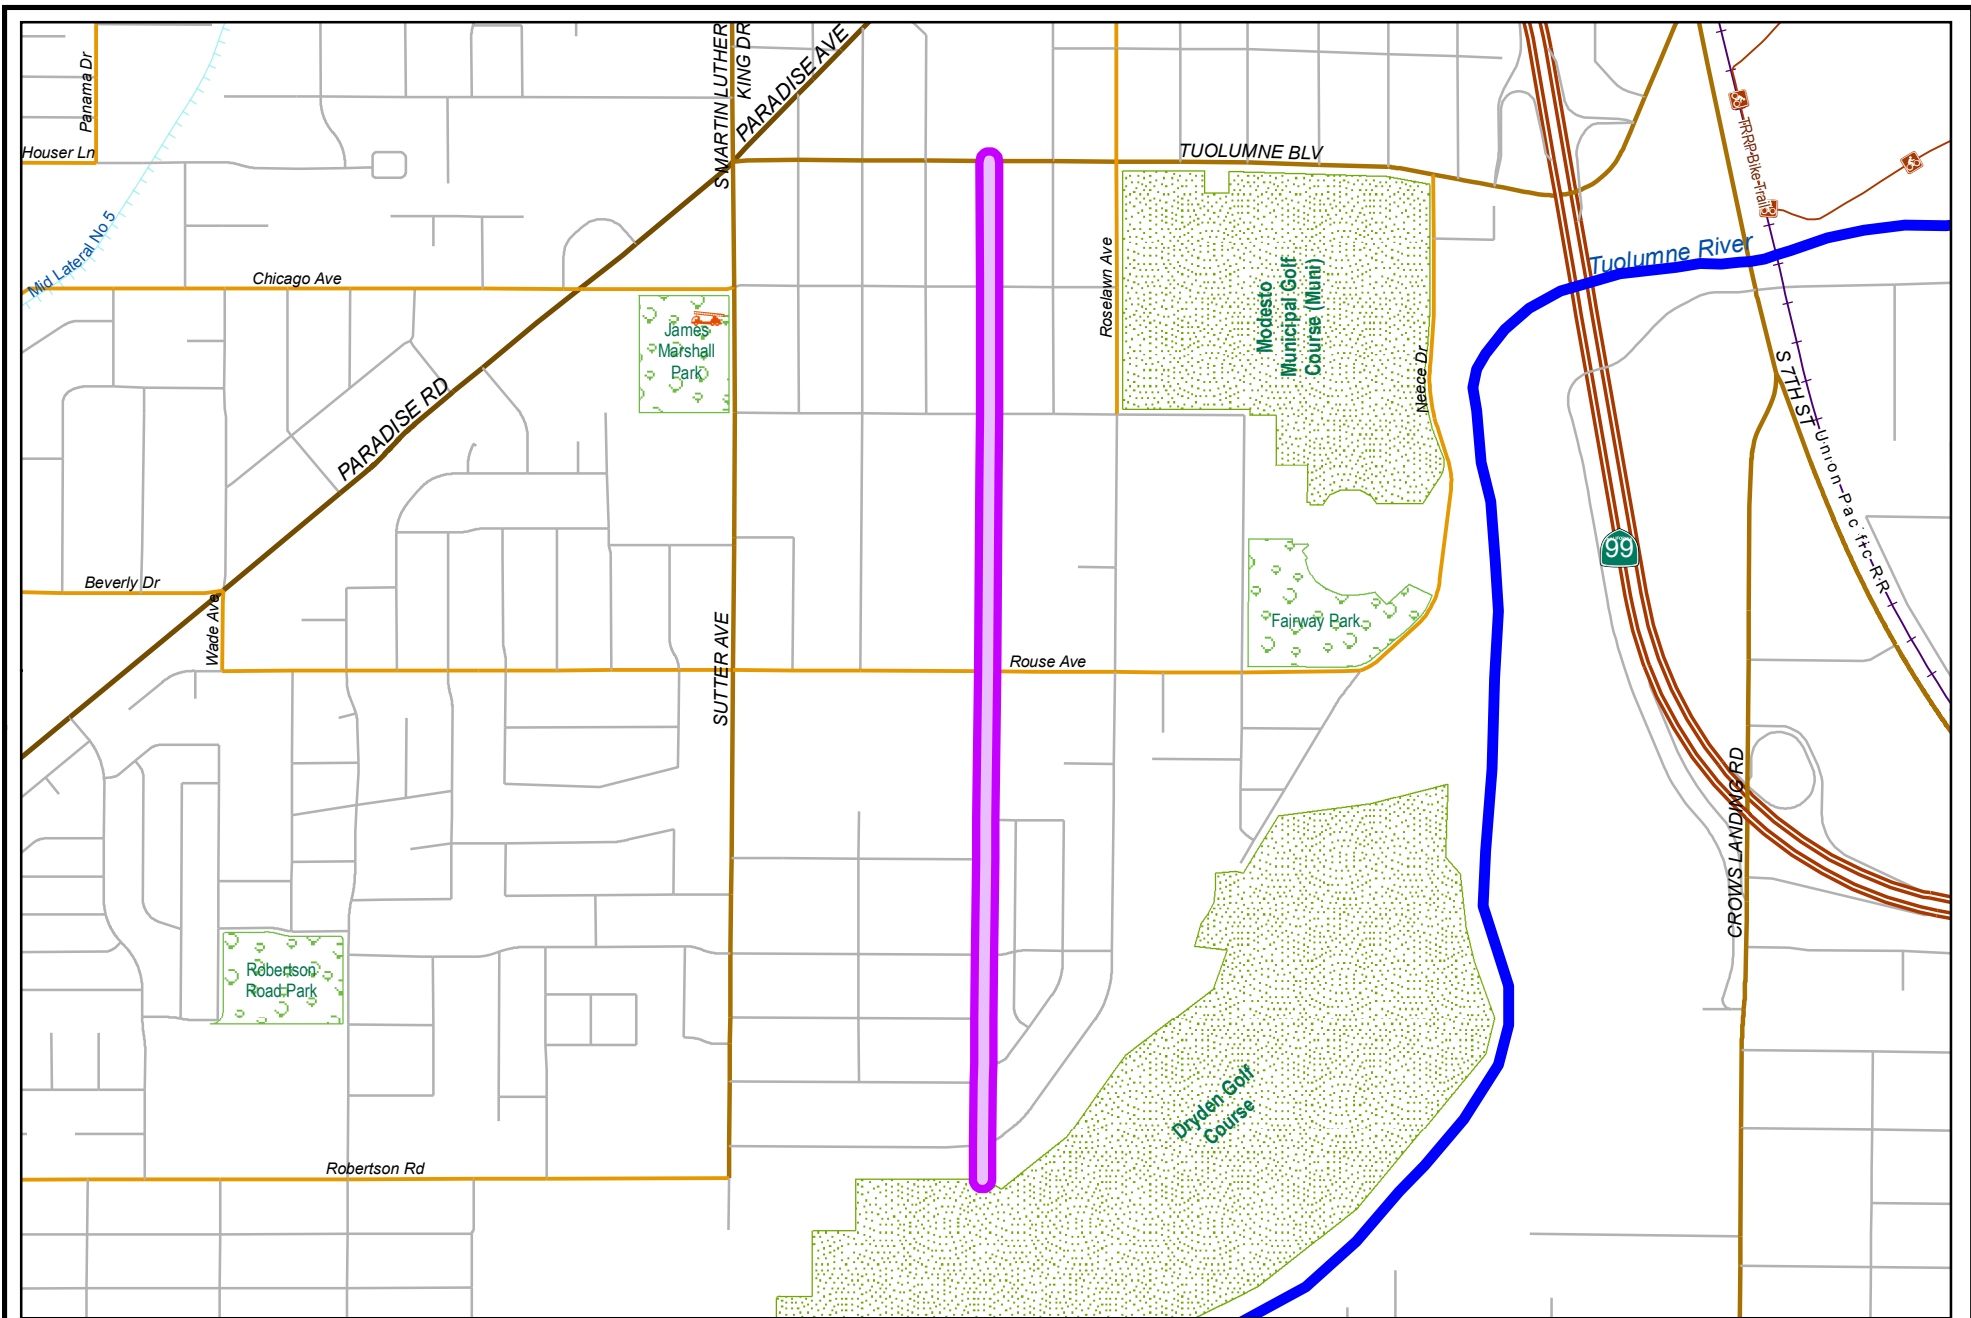 Panama Dr
Houser Ln
Mid Lateral No 5
S MARTIN LUTHER
KING DR
PARADISE AVE
TUOLUMNE BLV
TRRP Bike Trail
Tuolumne River
Chicago Ave
James
Marshall
Park
Roselawn Ave
Modesto
Municipal Golf
Course (Muni)
Neece Dr
S 7TH ST
Union Pacific RR
PARADISE RD
99
Beverly Dr
Wade Ave
SUTTER AVE
Fairway Park
Rouse Ave
CROWS LANDING RD
Robertson
Road Park
Dryden Golf
Course
Robertson Rd